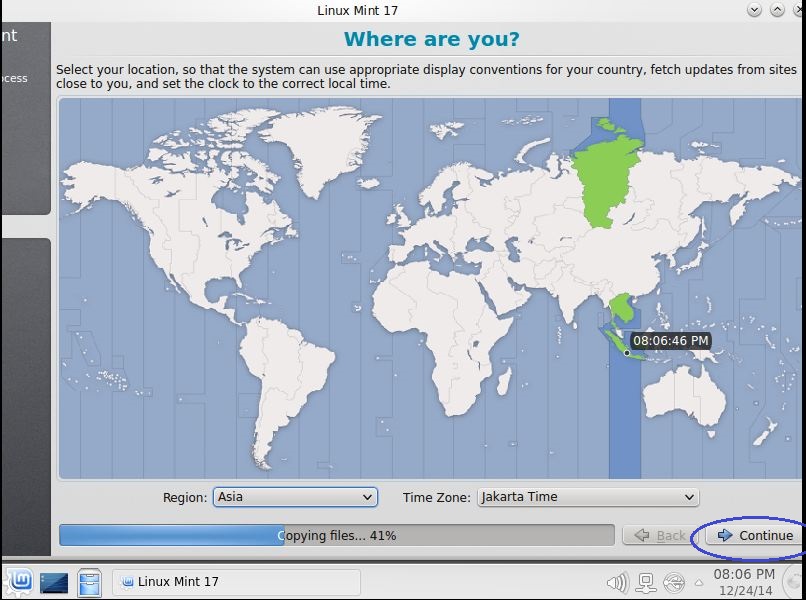 Linux Mint 17
nt
Where are you?
ocess
Select your location, so that the system can use appropriate display conventions for your country, fetch updates from sites
close to you, and set the clock to the correct local time.
08:06:46 PM
Region: Asia Time Zone: Jakarta Time
Copying files... 41% Back Continue
Linux Mint 17 08:06 PM
12/24/14